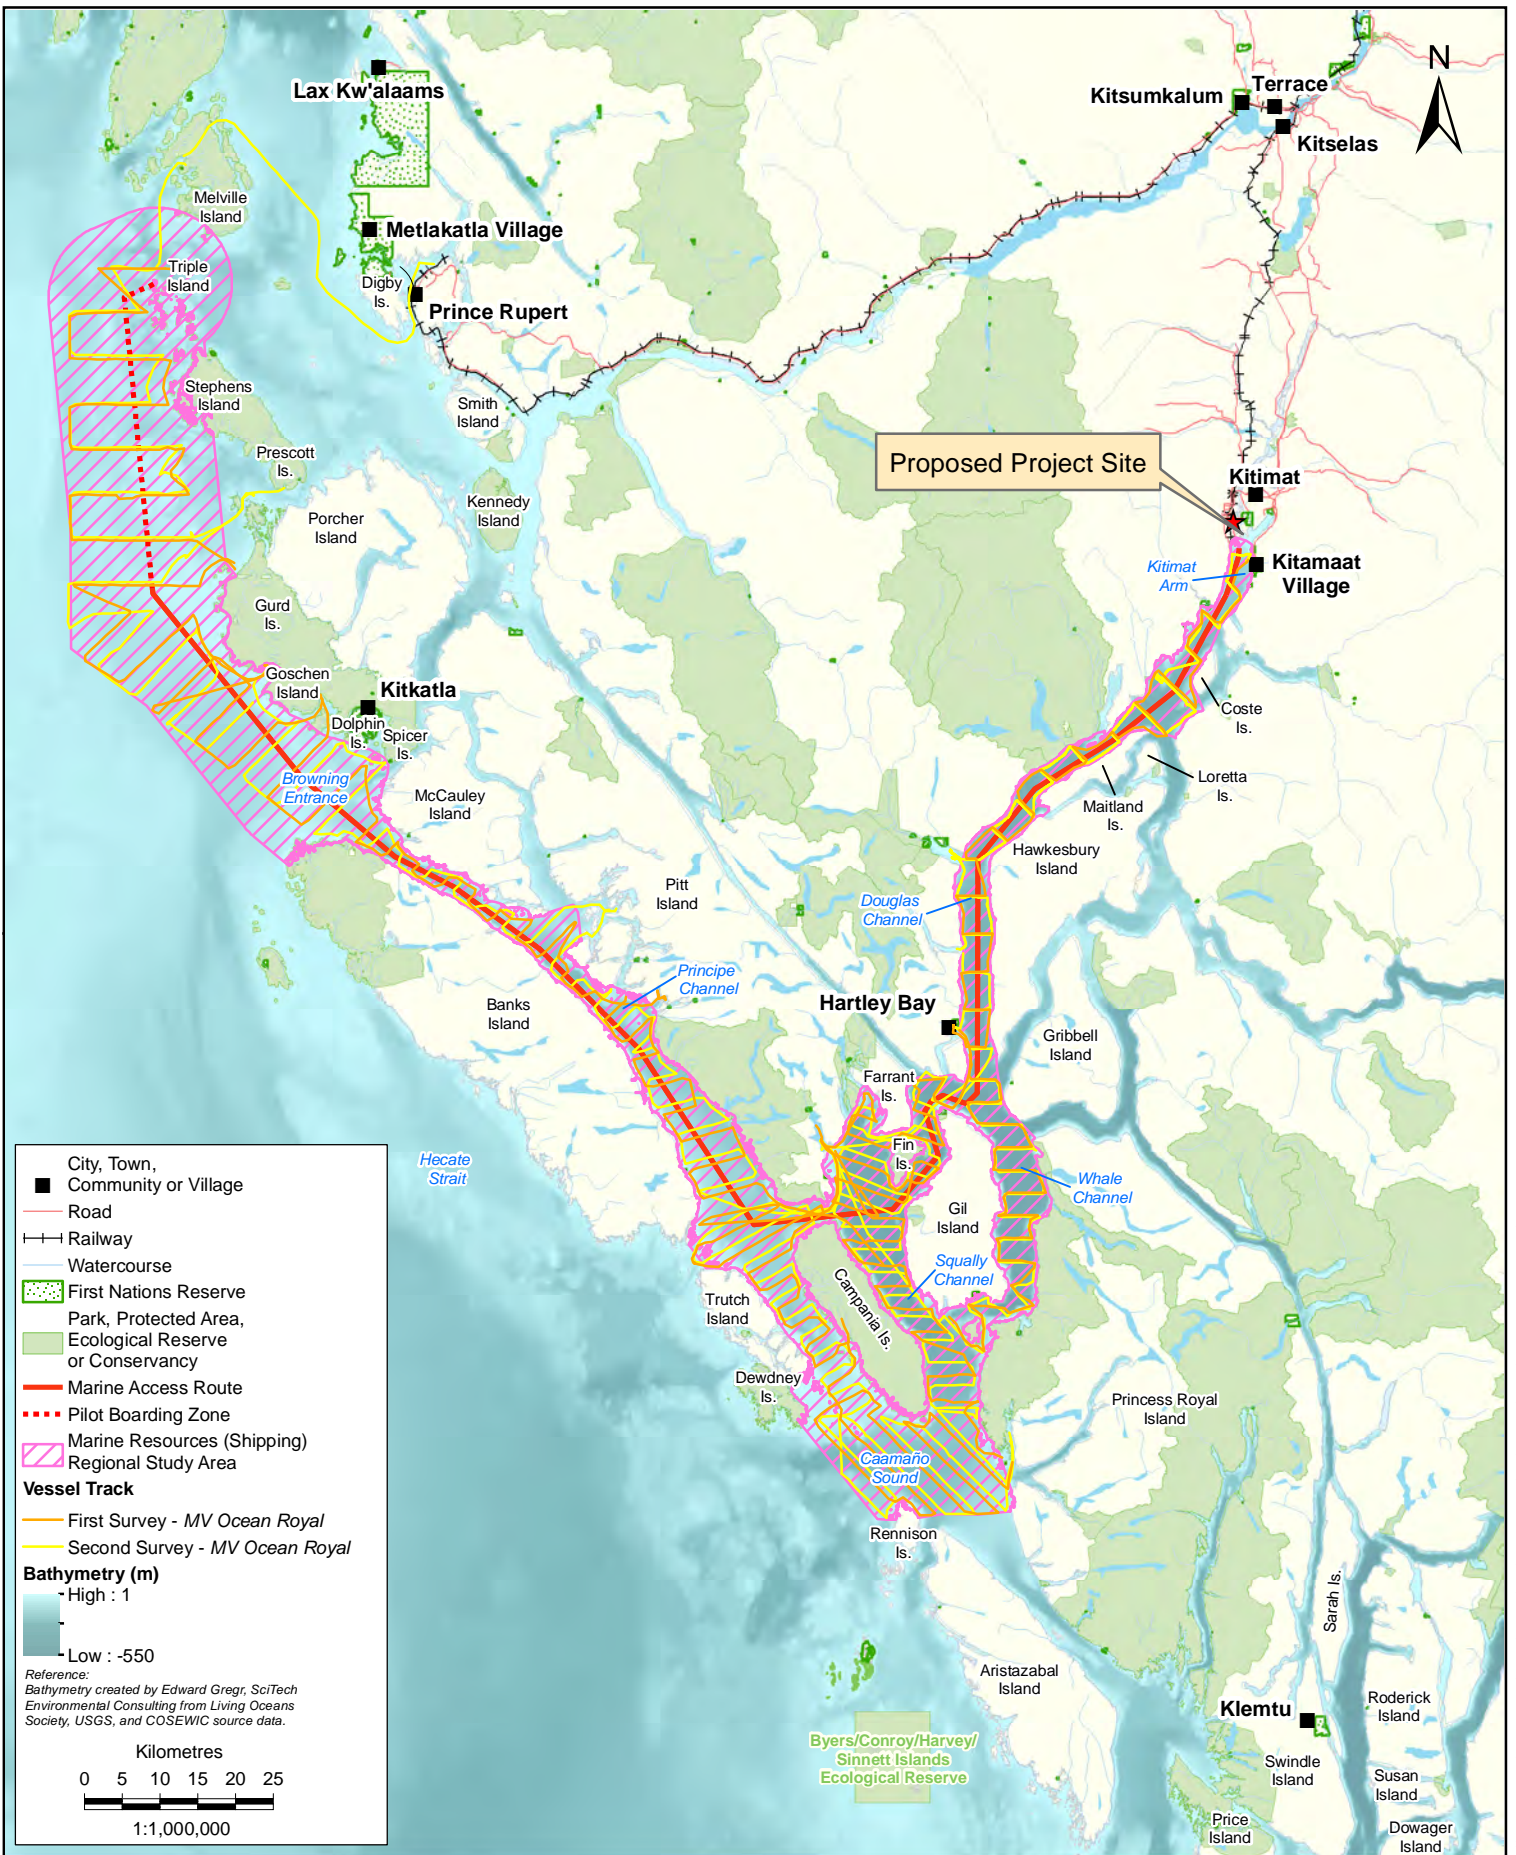 N
Lax Kw'alaams
Kitsumkalum
Terrace
Kitselas
Melville
Island
Metlakatla Village
Triple
Island
Digby
Is.
Prince Rupert
Stephens
Island
Smith
Island
Prescott
Is.
Proposed Project Site
Kitimat
Kennedy
Island
Porcher
Island
Kitimat
Arm
Kitamaat
Village
Gurd
Is.
Goschen
Island
Kitkatla
Dolphin
Is.
Spicer
Is.
Coste
Is.
Browning
Entrance
McCauley
Island
Loretta
Is.
Maitland
Is.
Hawkesbury
Island
Pitt
Island
Douglas
Channel
Principe
Channel
Banks
Island
Hartley Bay
Gribbell
Island
Farrant
Is.
Fin
Is.
Hecate
Strait
Whale
Channel
Gil
Island
Squally
Channel
Campania Is.
Trutch
Island
Dewdney
Is.
Princess Royal
Island
Caamaño
Sound
Rennison
Is.
Sarah Is.
Aristazabal
Island
Klemtu
Roderick
Island
Byers/Conroy/Harvey/
Sinnett Islands
Ecological Reserve
Swindle
Island
Susan
Island
Price
Island
Dowager
Island
City, Town,
Community or Village
Road
Railway
Watercourse
First Nations Reserve
Park, Protected Area,
Ecological Reserve
or Conservancy
Marine Access Route
Pilot Boarding Zone
Marine Resources (Shipping)
Regional Study Area
Vessel Track
First Survey - MV Ocean Royal
Second Survey - MV Ocean Royal
Bathymetry (m)
High : 1
Low : -550
Reference:
Bathymetry created by Edward Gregr, SciTech
Environmental Consulting from Living Oceans
Society, USGS, and COSEWIC source data.
Kilometres
0 5 10 15 20 25
1:1,000,000